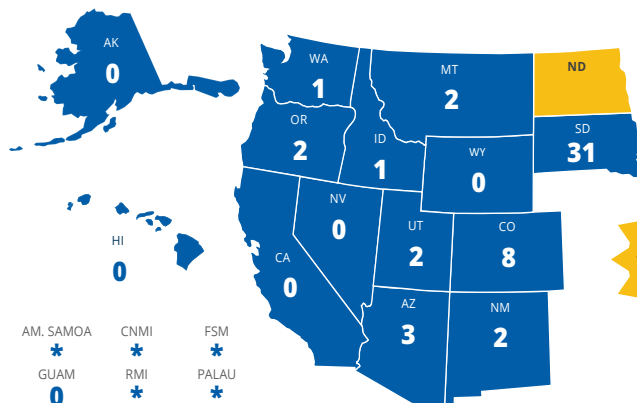 AK
0
WA
1
MT
2
ND
OR
2
ID
1
SD
31
WY
0
NV
0
UT
2
CO
8
HI
0
CA
0
AZ
3
NM
2
AM. SAMOA CNMI FSM
* * *
GUAM RMI PALAU
0 * *